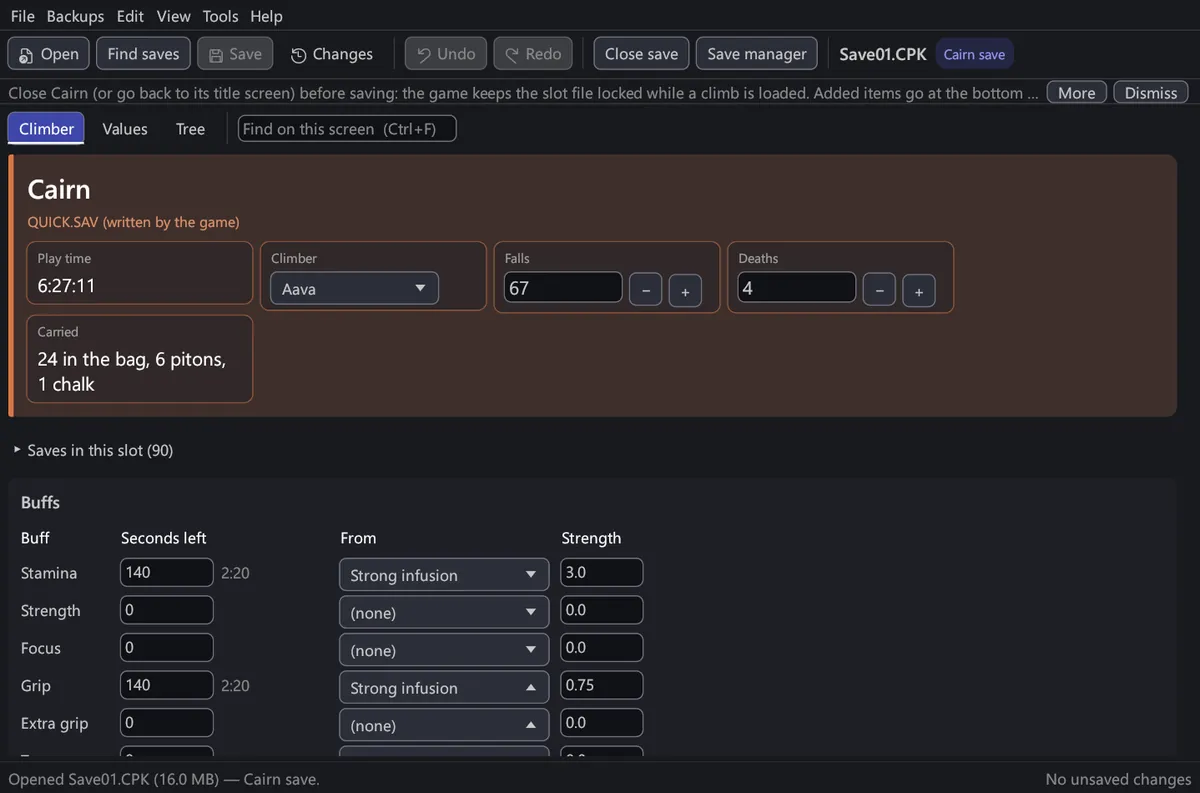 File Backups Edit View Tools Help
Open Find saves Save Changes Undo Redo Close save Save manager Save01.CPK Cairn save
Close Cairn (or go back to its title screen) before saving: the game keeps the slot file locked while a climb is loaded. Added items go at the bottom ... More Dismiss
Climber Values Tree Find on this screen (Ctrl+F)
Cairn
QUICK.SAV (written by the game)
Play time Climber Falls Deaths
6:27:11 Aava 67 − + 4 − +
Carried
24 in the bag, 6 pitons,
1 chalk
Saves in this slot (90)
Buffs
Buff Seconds left From Strength
Stamina 140 2:20 Strong infusion 3.0
Strength 0 (none) 0.0
Focus 0 (none) 0.0
Grip 140 2:20 Strong infusion 0.75
Extra grip 0 (none) 0.0
Opened Save01.CPK (16.0 MB) — Cairn save. No unsaved changes